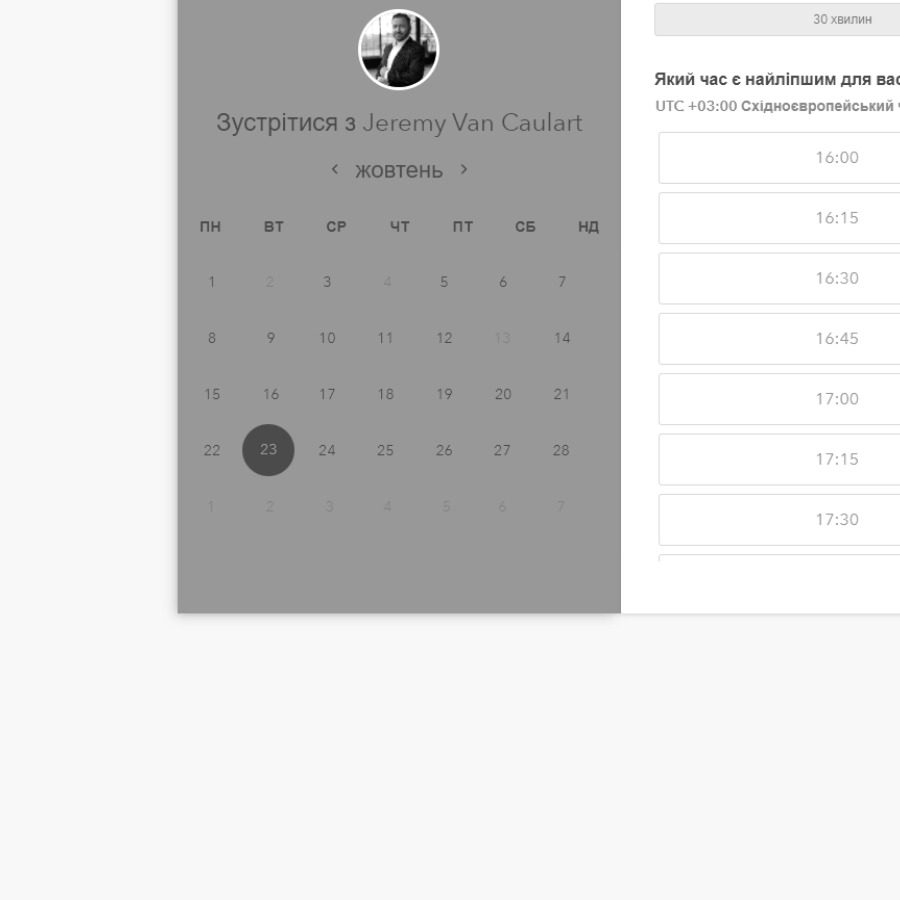 Зустрітися з Jeremy Van Caulart
жовтень
ПН ВТ СР ЧТ ПТ СБ НД
1 2 3 4 5 6 7
8 9 10 11 12 13 14
15 16 17 18 19 20 21
22 23 24 25 26 27 28
1 2 3 4 5 6 7
30 хвилин
Який час є найліпшим для вас
UTC +03:00 Східноєвропейський
16:00
16:15
16:30
16:45
17:00
17:15
17:30